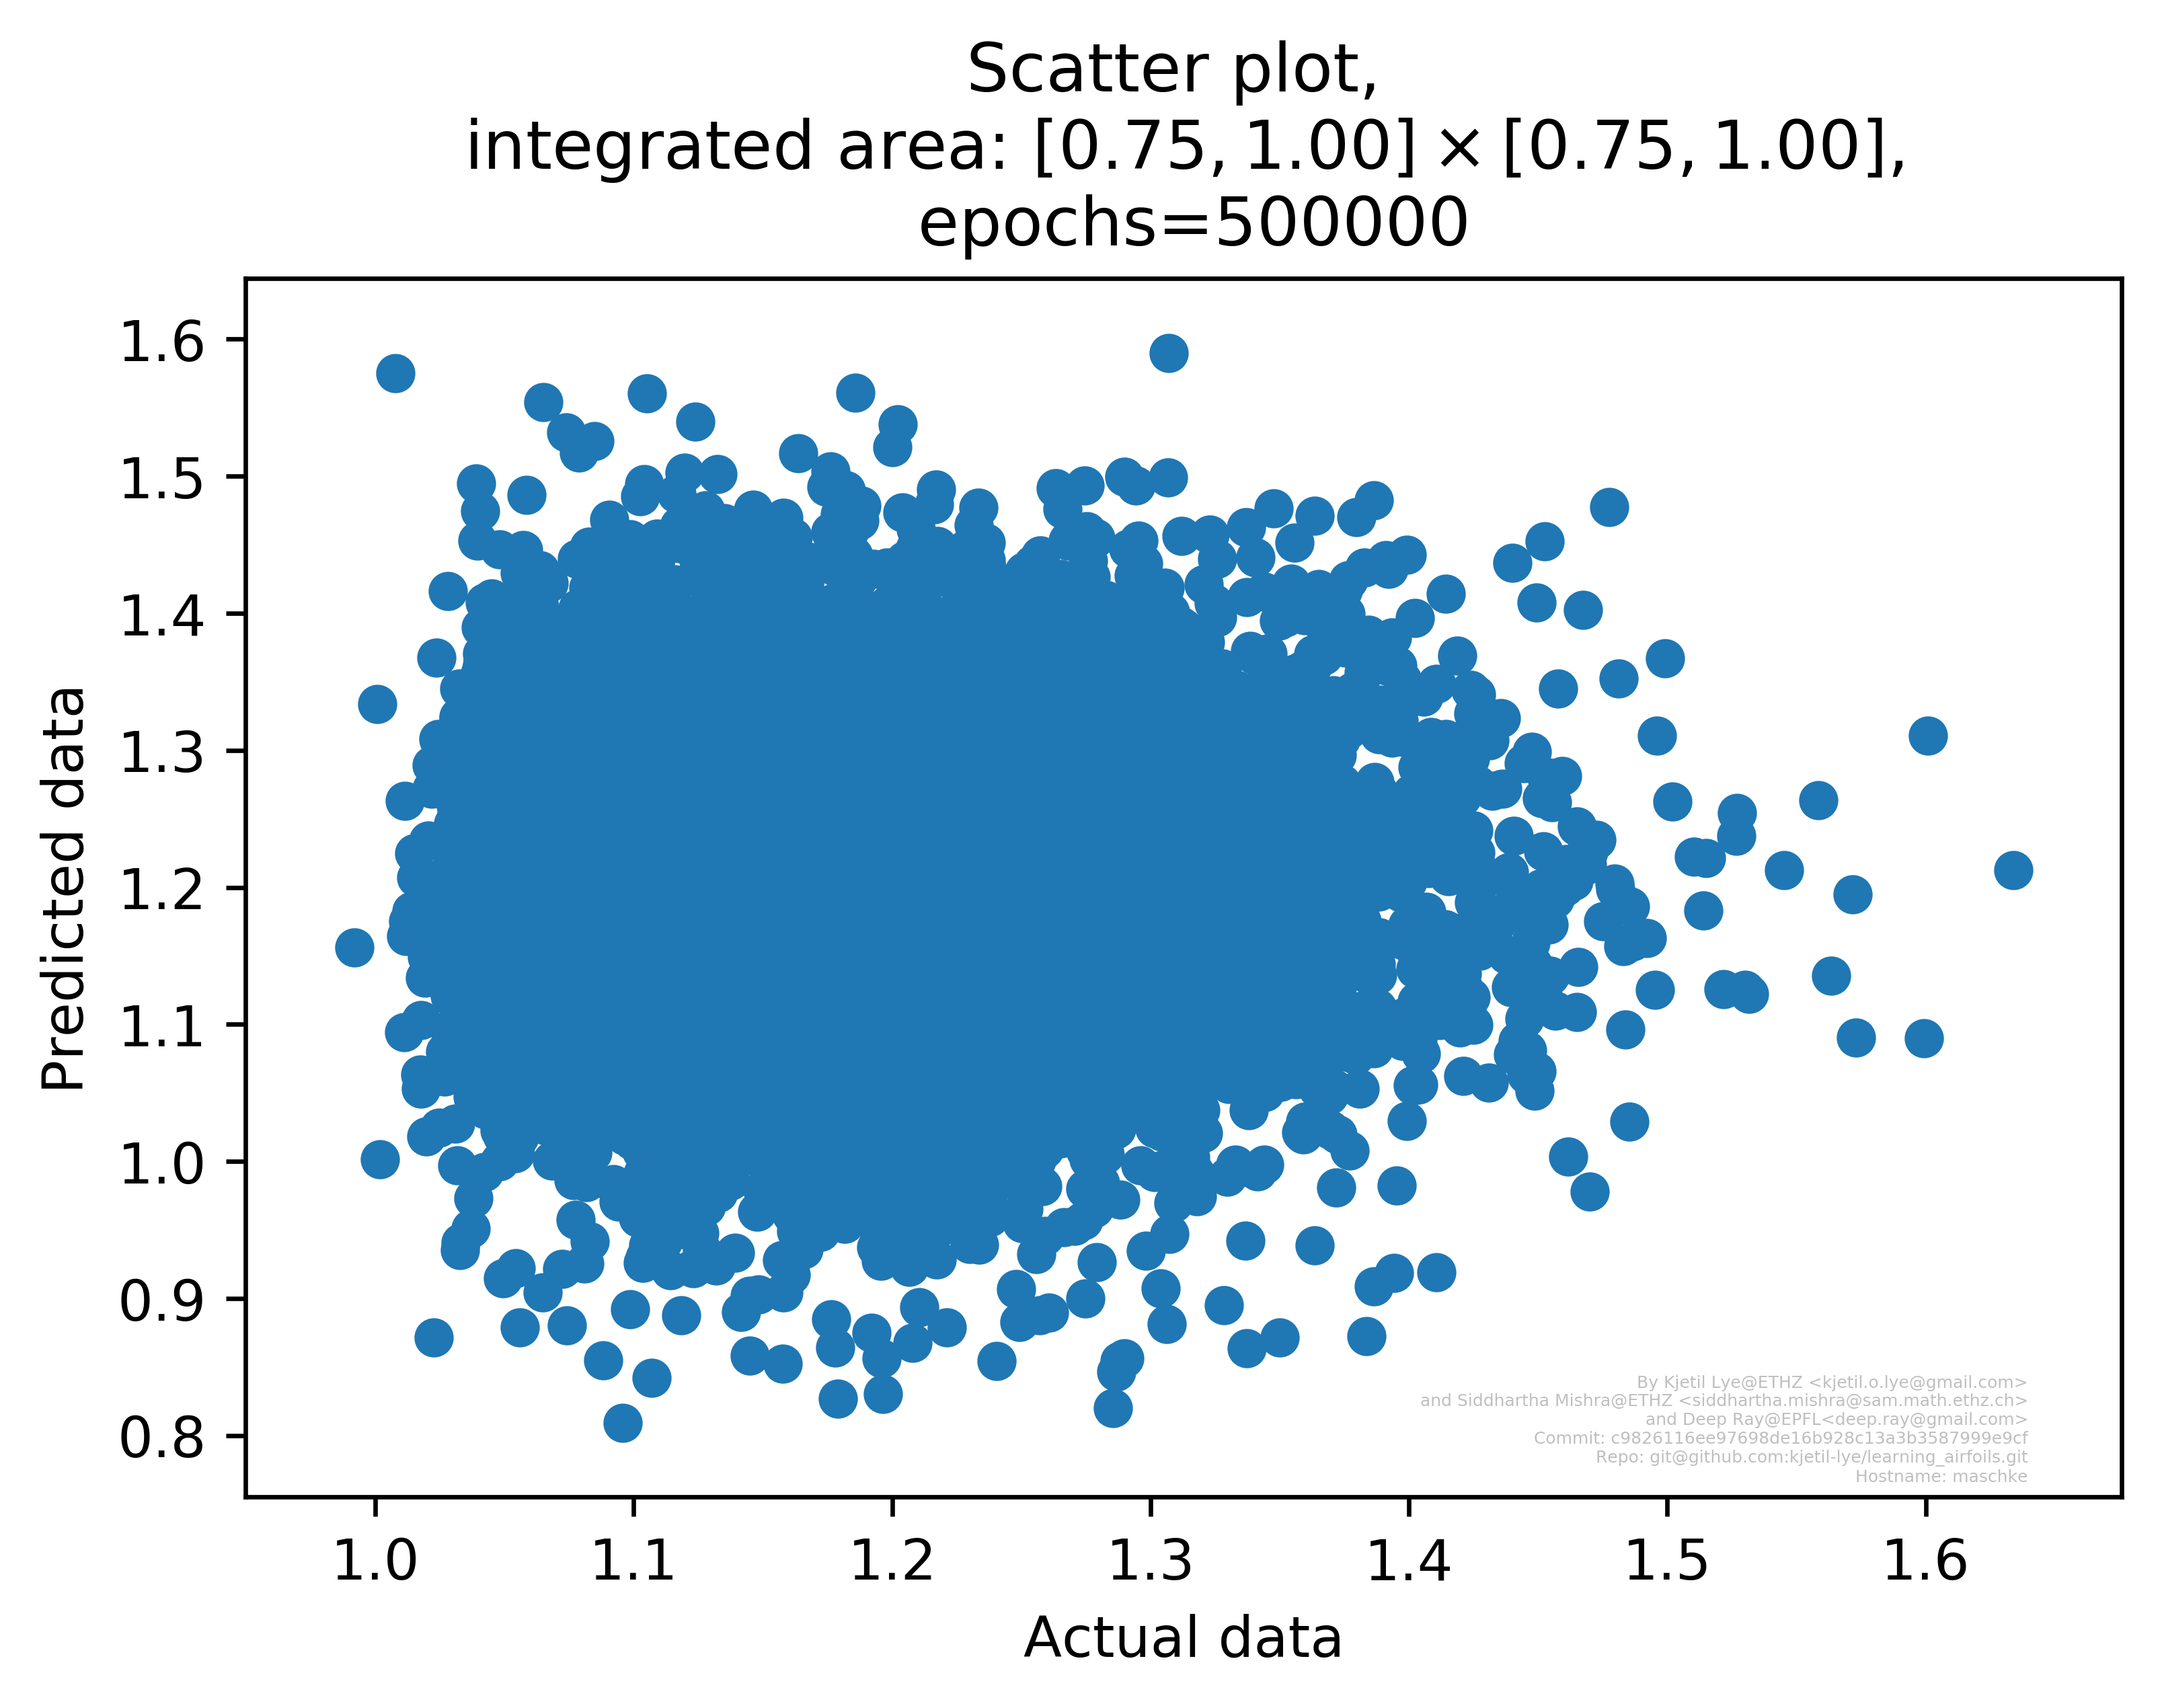 Scatter plot,
integrated area: [0.75, 1.00] × [0.75, 1.00],
epochs=500000
1.6
1.5
1.4
1.3
1.2
1.1
1.0
0.9
0.8
Predicted data
By Kjetil Lye@ETHZ <kjetil.o.lye@gmail.com>
and Siddhartha Mishra@ETHZ <siddhartha.mishra@sam.math.ethz.ch>
and Deep Ray@EPFL<deep.ray@gmail.com>
Commit: c9826116ee97698de16b928c13a3b3587999e9cf
Repo: git@github.com:kjetil-lye/learning_airfoils.git
Hostname: maschke
1.0 1.1 1.2 1.3 1.4 1.5 1.6
Actual data